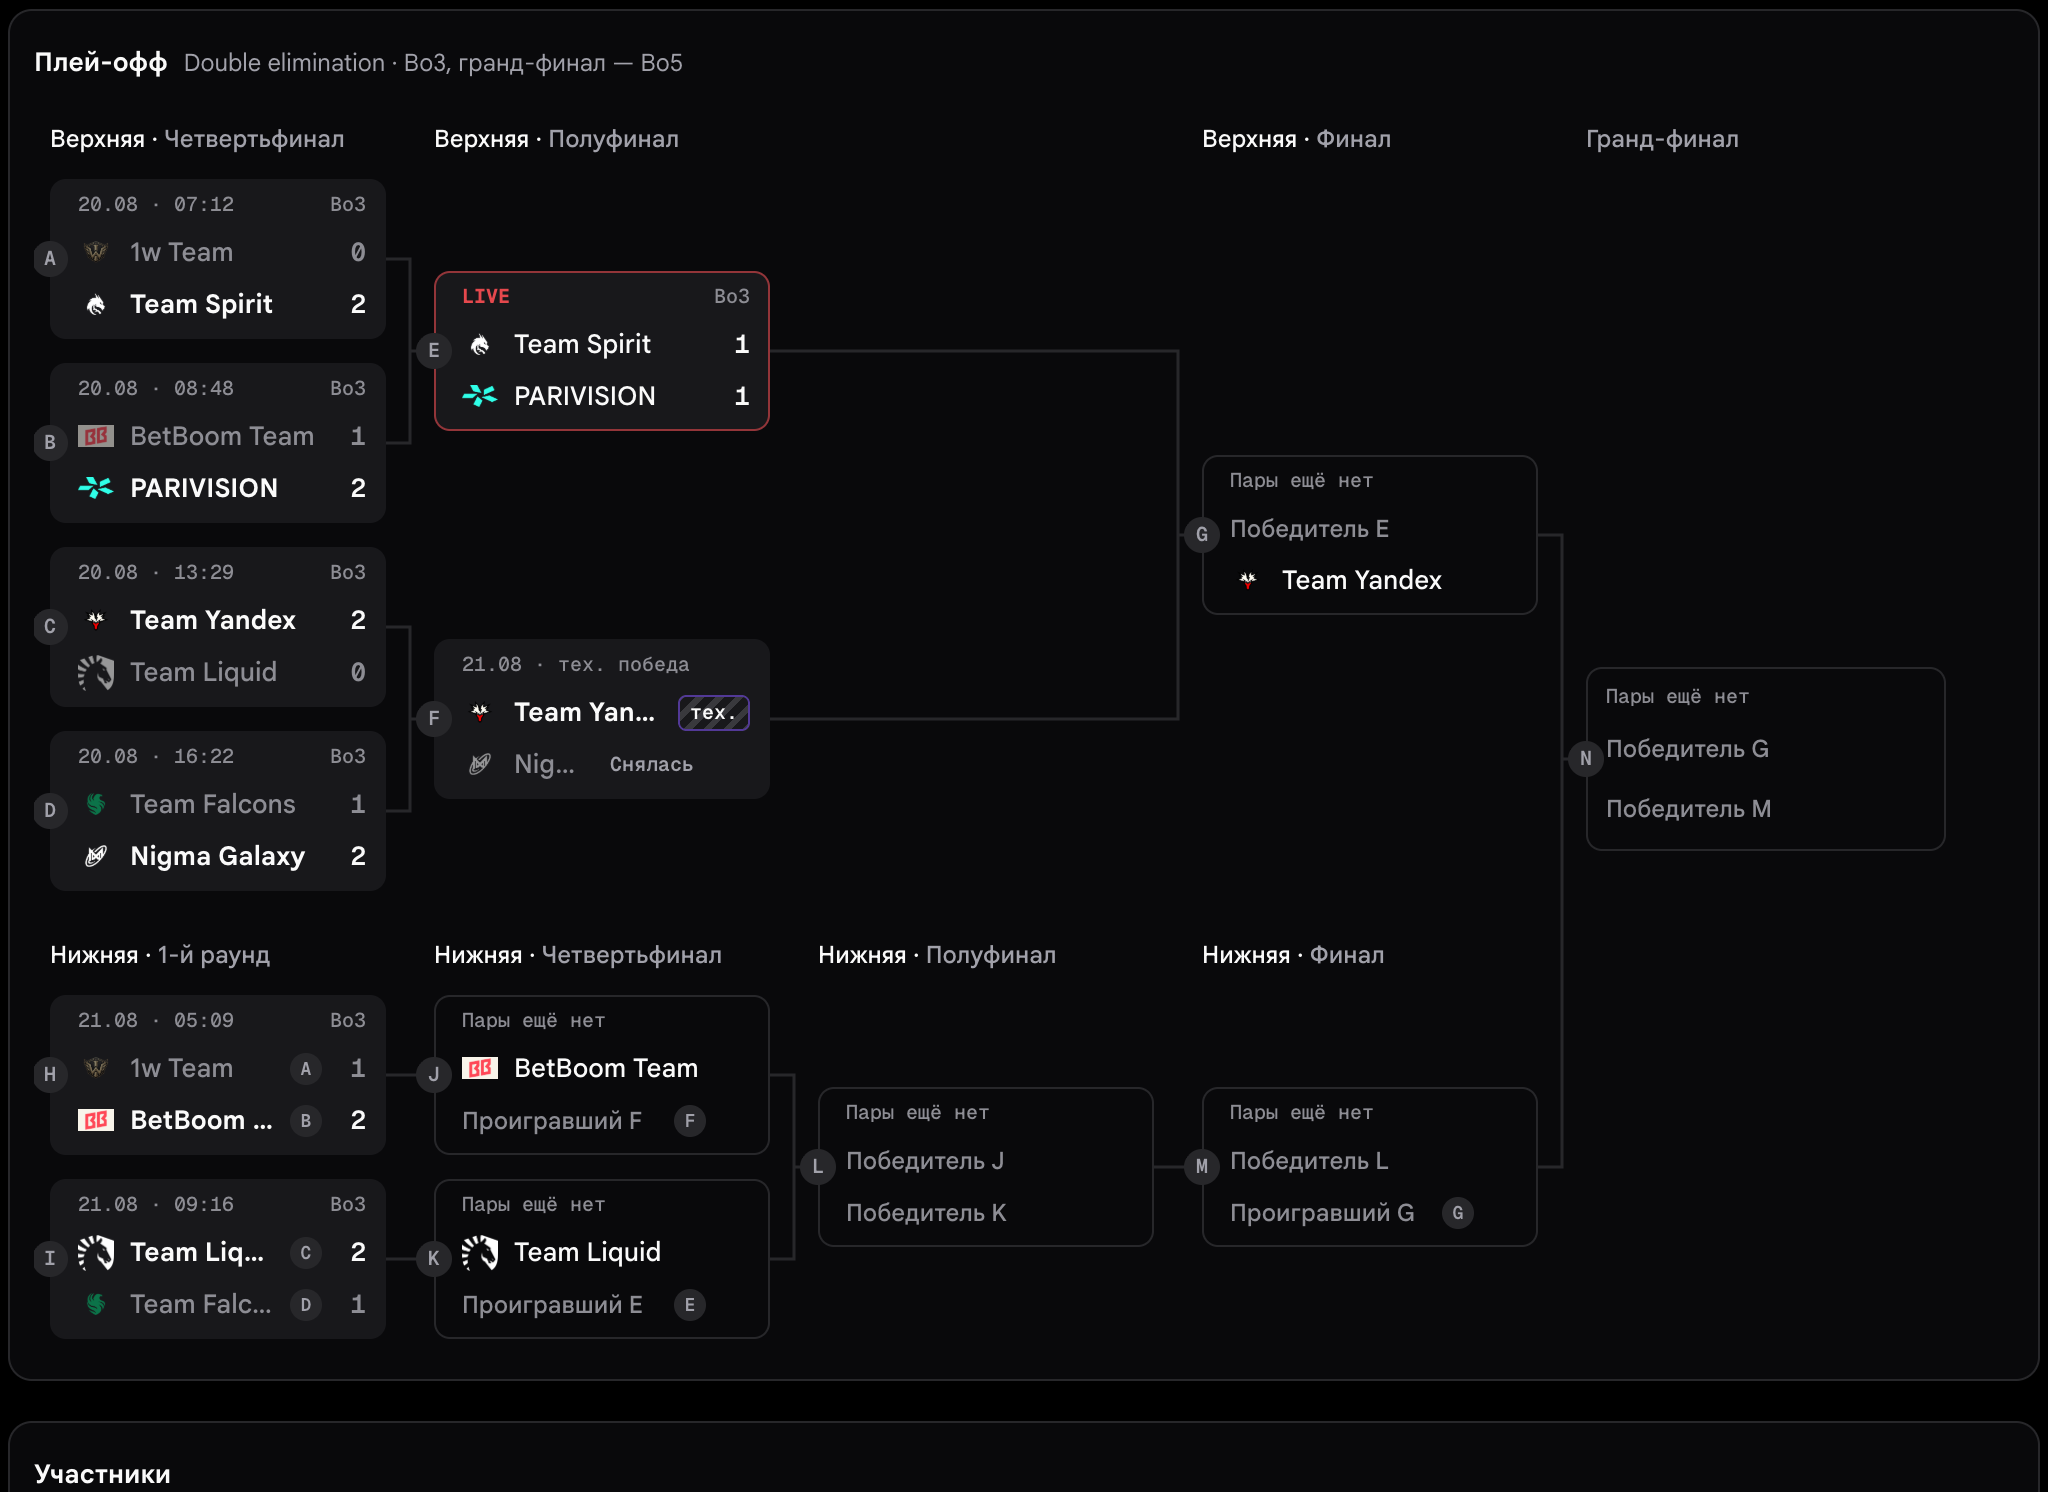 Плей-офф Double elimination · Bo3, гранд-финал — Bo5
Верхняя · Четвертьфинал
20.08 · 07:12 Bo3
A
1w Team 0
Team Spirit 2
20.08 · 08:48 Bo3
B
BetBoom Team 1
PARIVISION 2
20.08 · 13:29 Bo3
C
Team Yandex 2
Team Liquid 0
20.08 · 16:22 Bo3
D
Team Falcons 1
Nigma Galaxy 2
Верхняя · Полуфинал
LIVE Bo3
E
Team Spirit 1
PARIVISION 1
21.08 · тех. победа
F
Team Yan... тех.
Nig... Снялась
Верхняя · Финал
Пары ещё нет
G
Победитель E
Team Yandex
Гранд-финал
Пары ещё нет
N
Победитель G
Победитель M
Нижняя · 1-й раунд
21.08 · 05:09 Bo3
H
1w Team A 1
BB BetBoom ... B 2
21.08 · 09:16 Bo3
I
Team Liq... C 2
Team Falc... D 1
Нижняя · Четвертьфинал
Пары ещё нет
J
BB BetBoom Team
Проигравший F F
Пары ещё нет
K
Team Liquid
Проигравший E E
Нижняя · Полуфинал
Пары ещё нет
L
Победитель J
Победитель K
Нижняя · Финал
Пары ещё нет
M
Победитель L
Проигравший G G
Участники